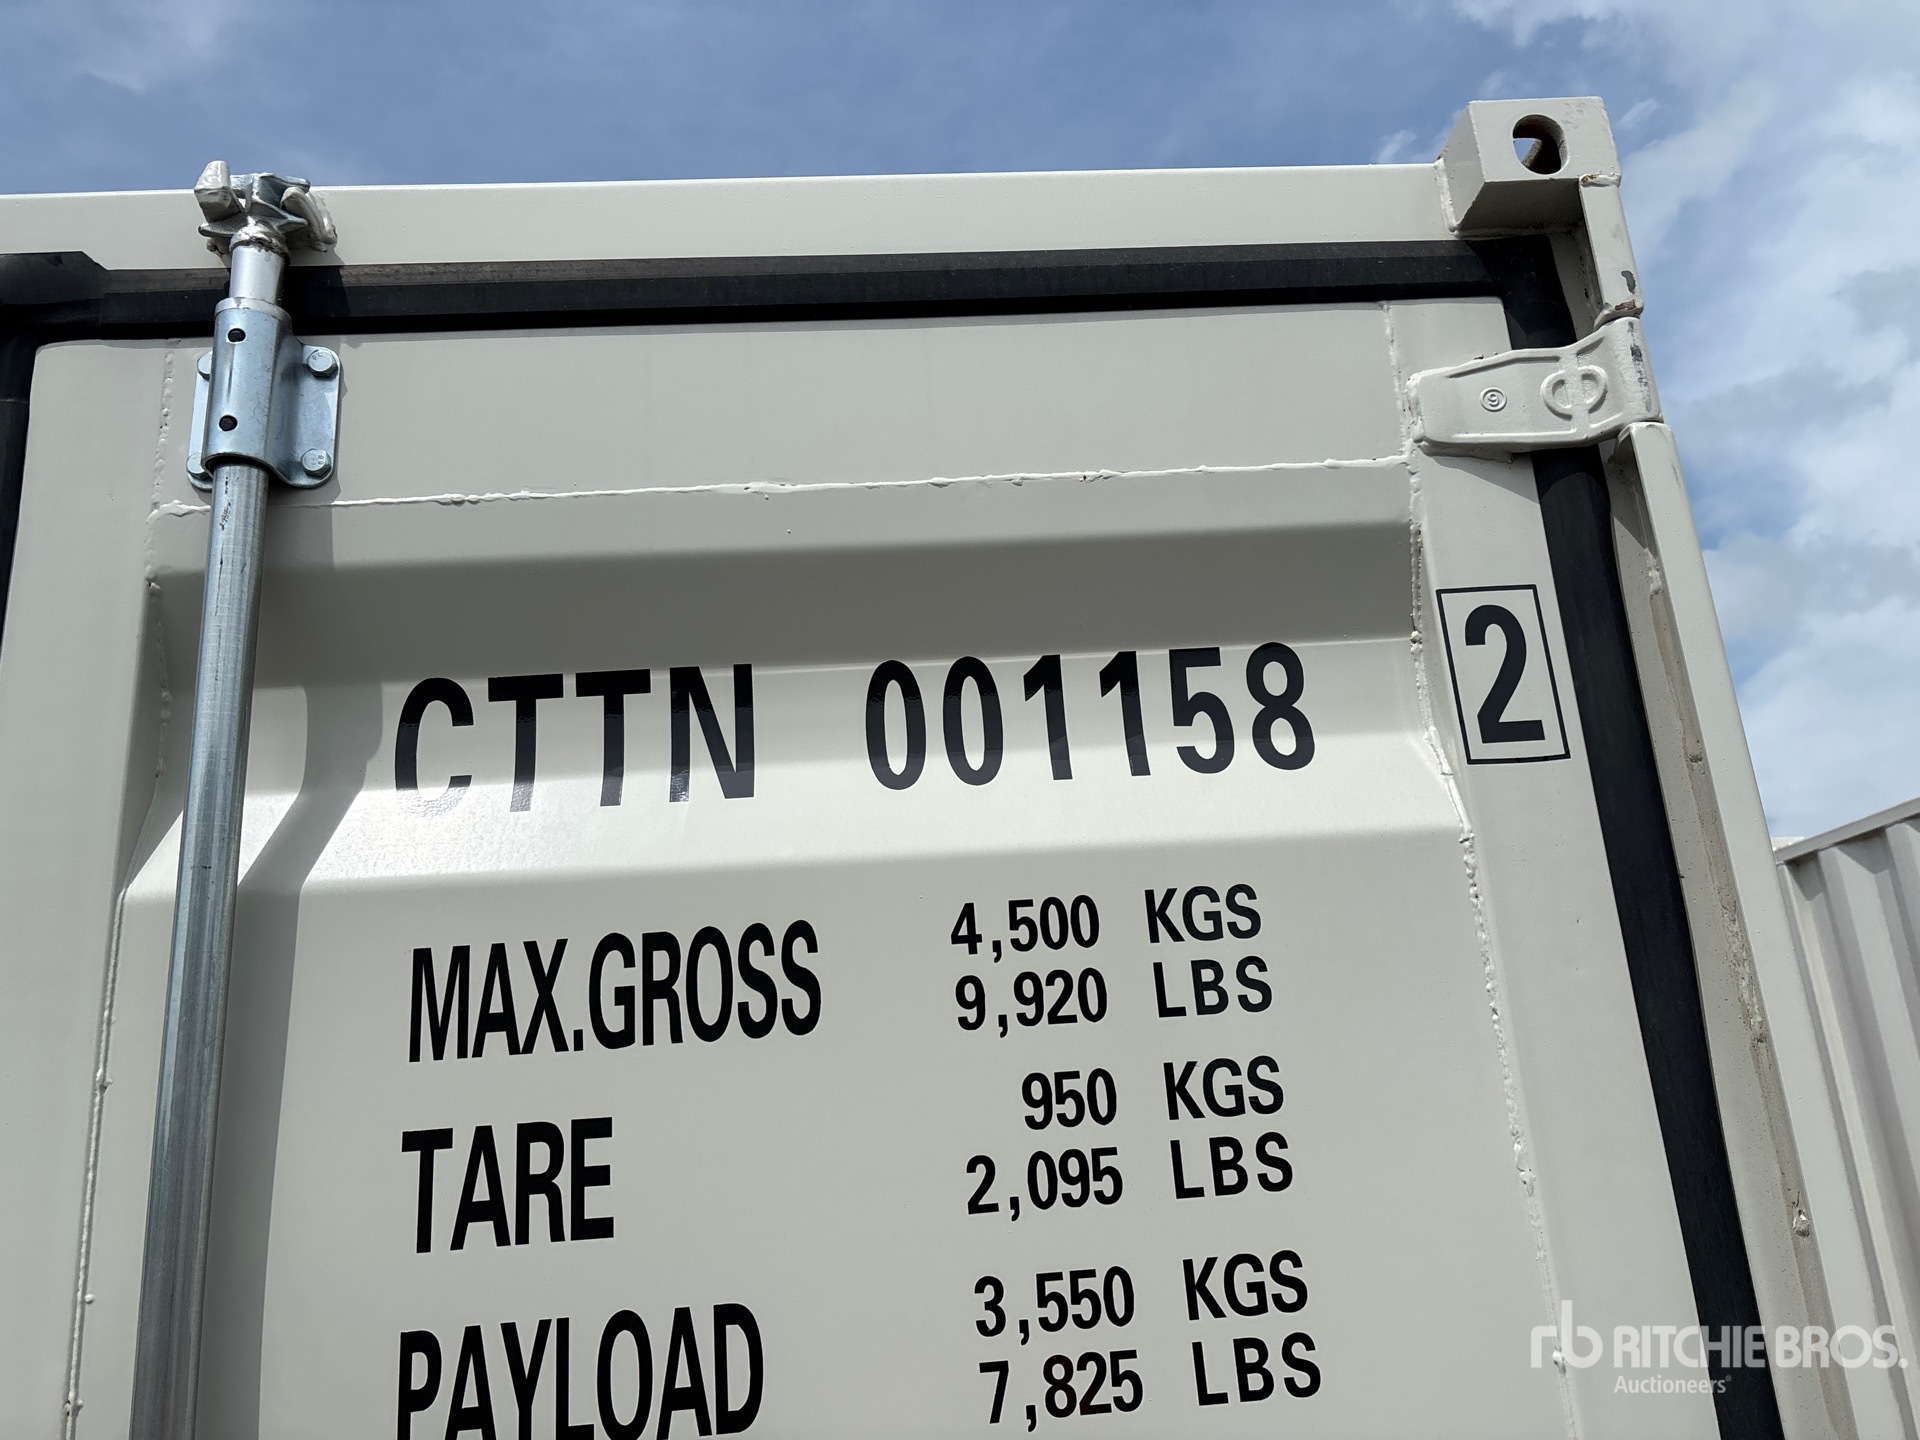 CTTN 001158 2
MAX.GROSS 4,500 KGS
9,920 LBS
TARE 950 KGS
2,095 LBS
PAYLOAD 3,550 KGS
7,825 LBS
rb RITCHIE BROS.
Auctioneers